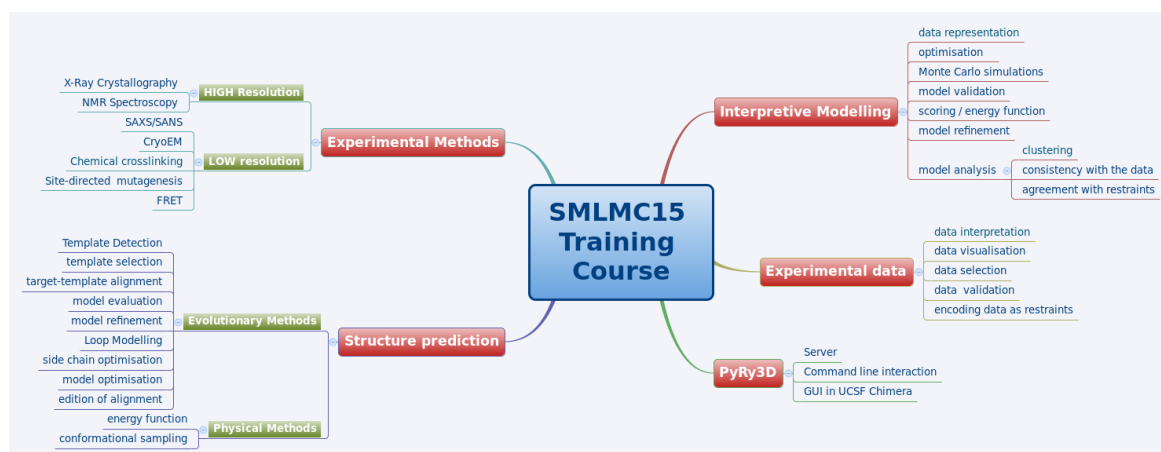 SMLMC15
Training
Course
Experimental Methods
HIGH Resolution
X-Ray Crystallography
NMR Spectroscopy
LOW resolution
SAXS/SANS
CryoEM
Chemical crosslinking
Site-directed mutagenesis
FRET
Structure prediction
Evolutionary Methods
Template Detection
template selection
target-template alignment
model evaluation
model refinement
Loop Modelling
side chain optimisation
model optimisation
edition of alignment
Physical Methods
energy function
conformational sampling
Interpretive Modelling
data representation
optimisation
Monte Carlo simulations
model validation
scoring / energy function
model refinement
model analysis
clustering
consistency with the data
agreement with restraints
Experimental data
data interpretation
data visualisation
data selection
data validation
encoding data as restraints
PyRy3D
Server
Command line interaction
GUI in UCSF Chimera